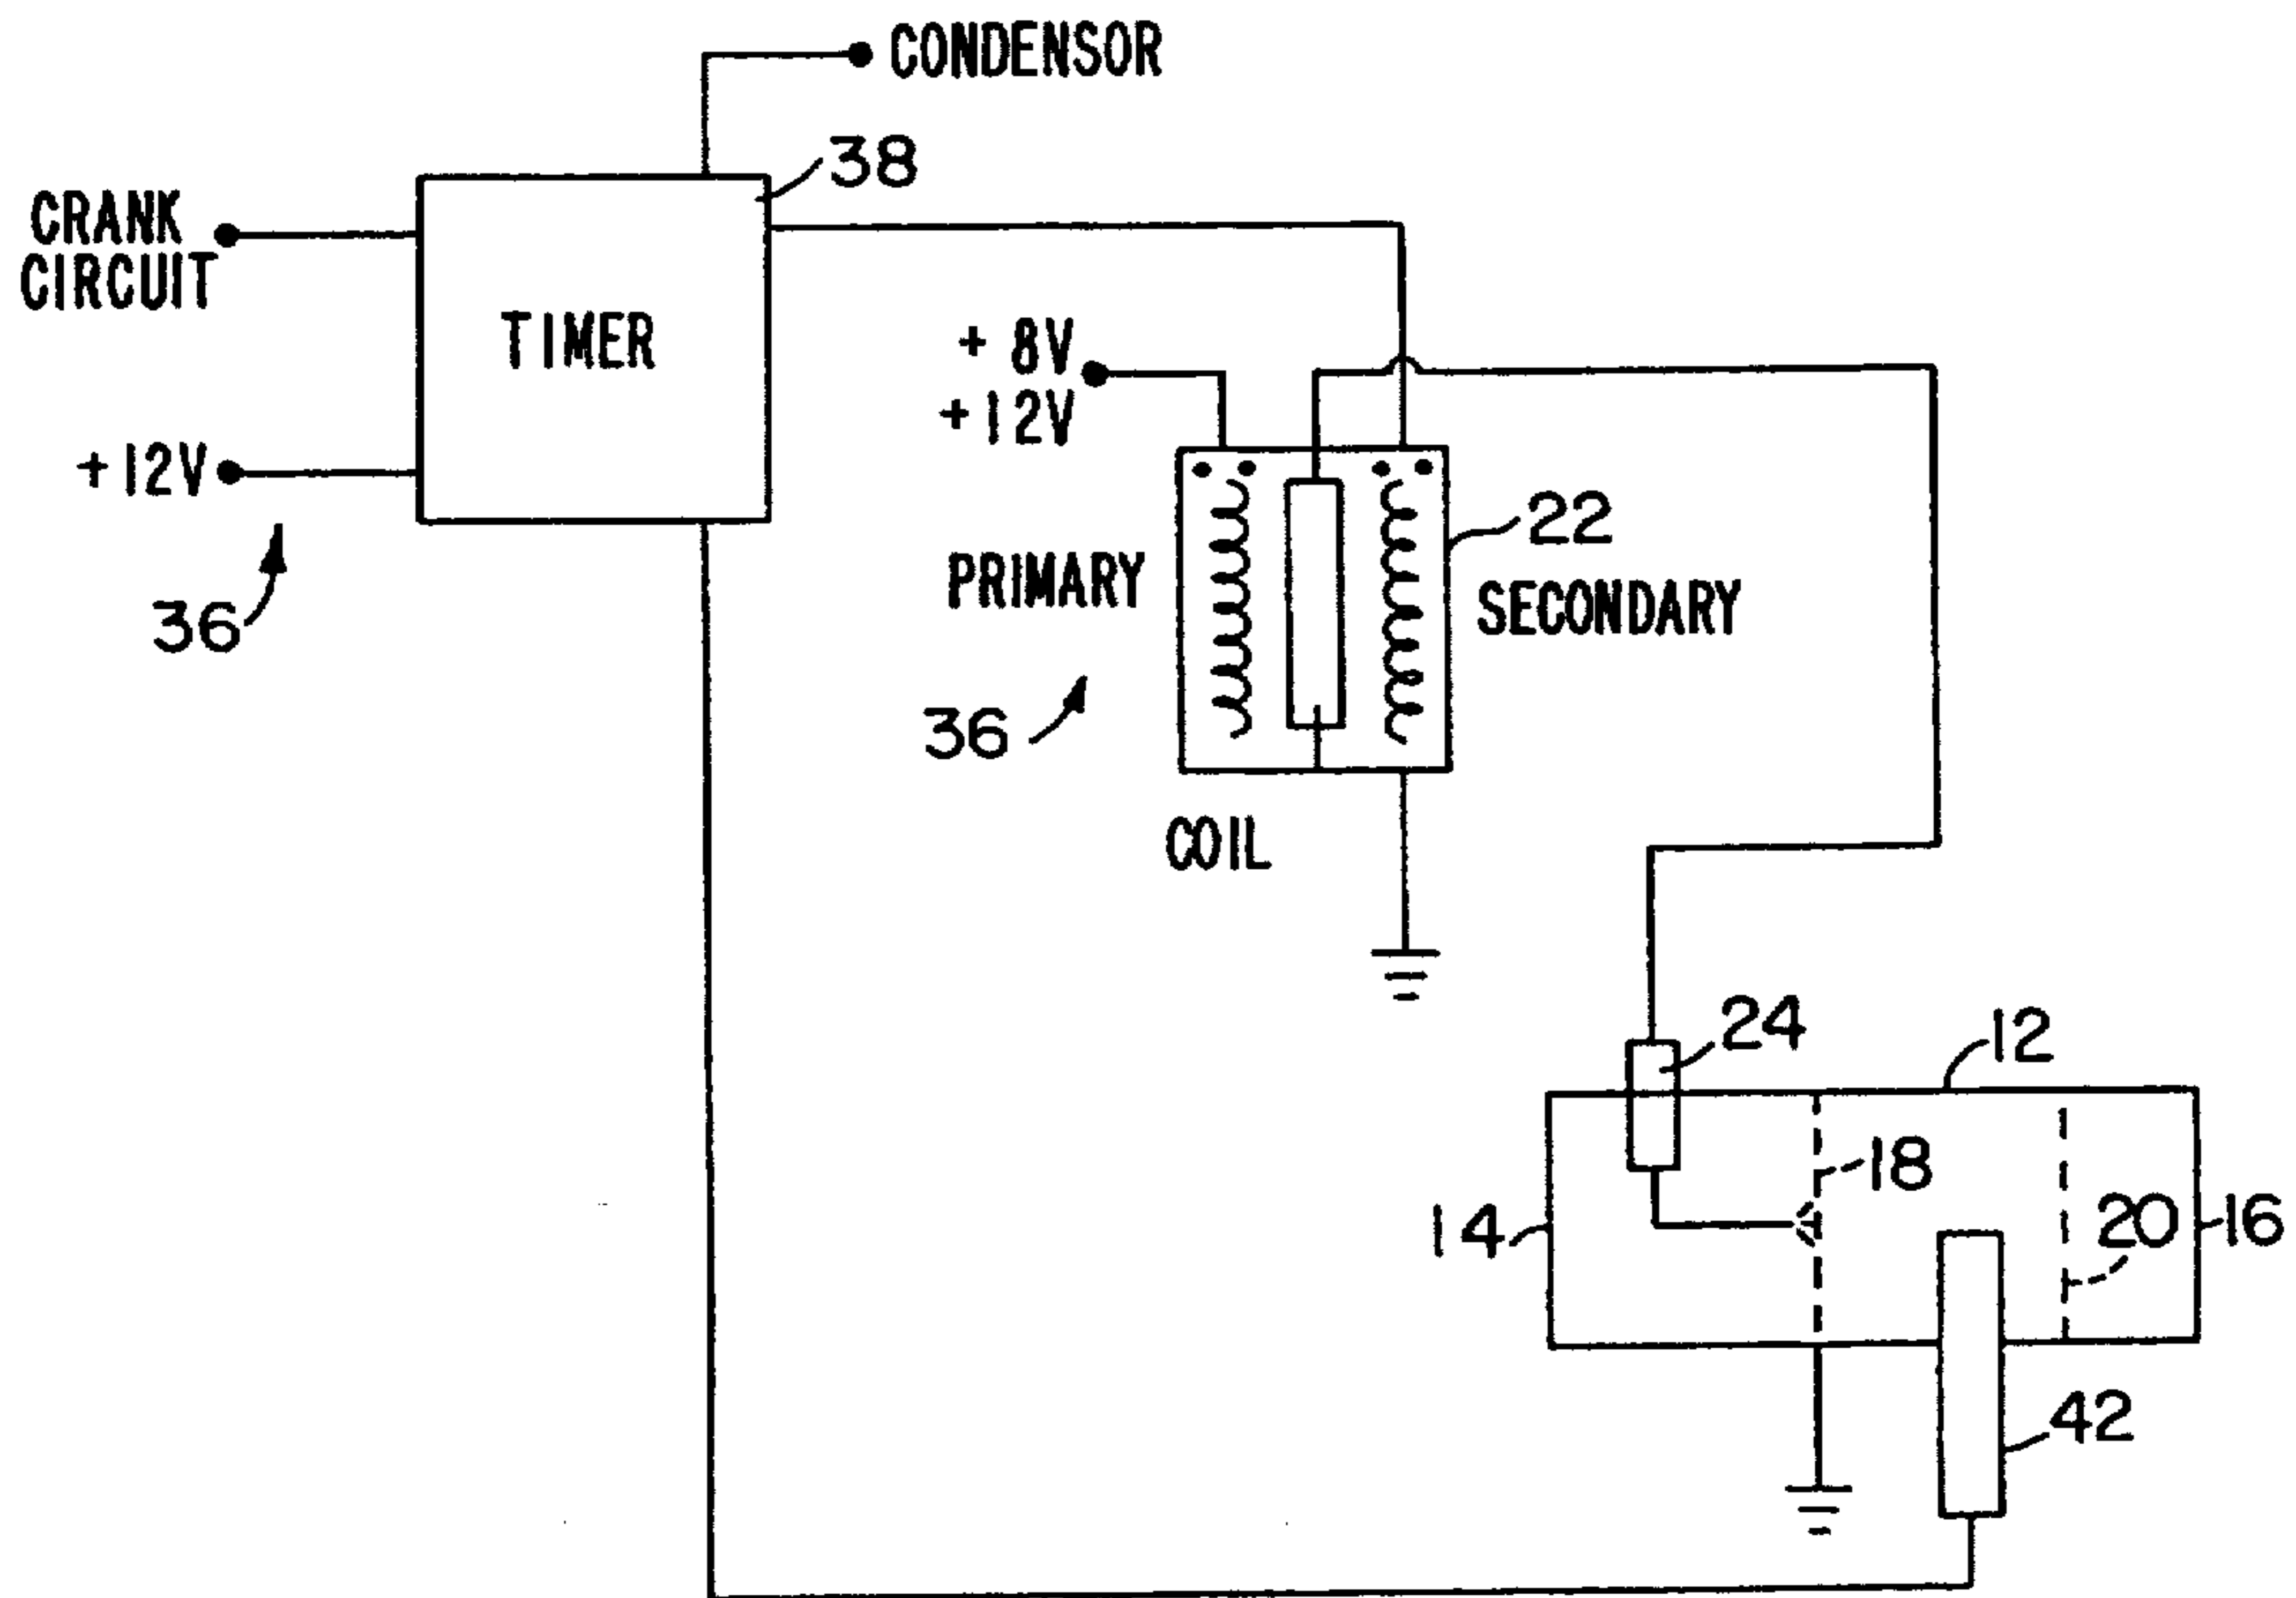 CONDENSOR
38
CRANK
CIRCUIT
TIMER
+ 8V
+12V
+12V
36
PRIMARY
22
SECONDARY
36
COIL
24
12
18
14
20
16
42